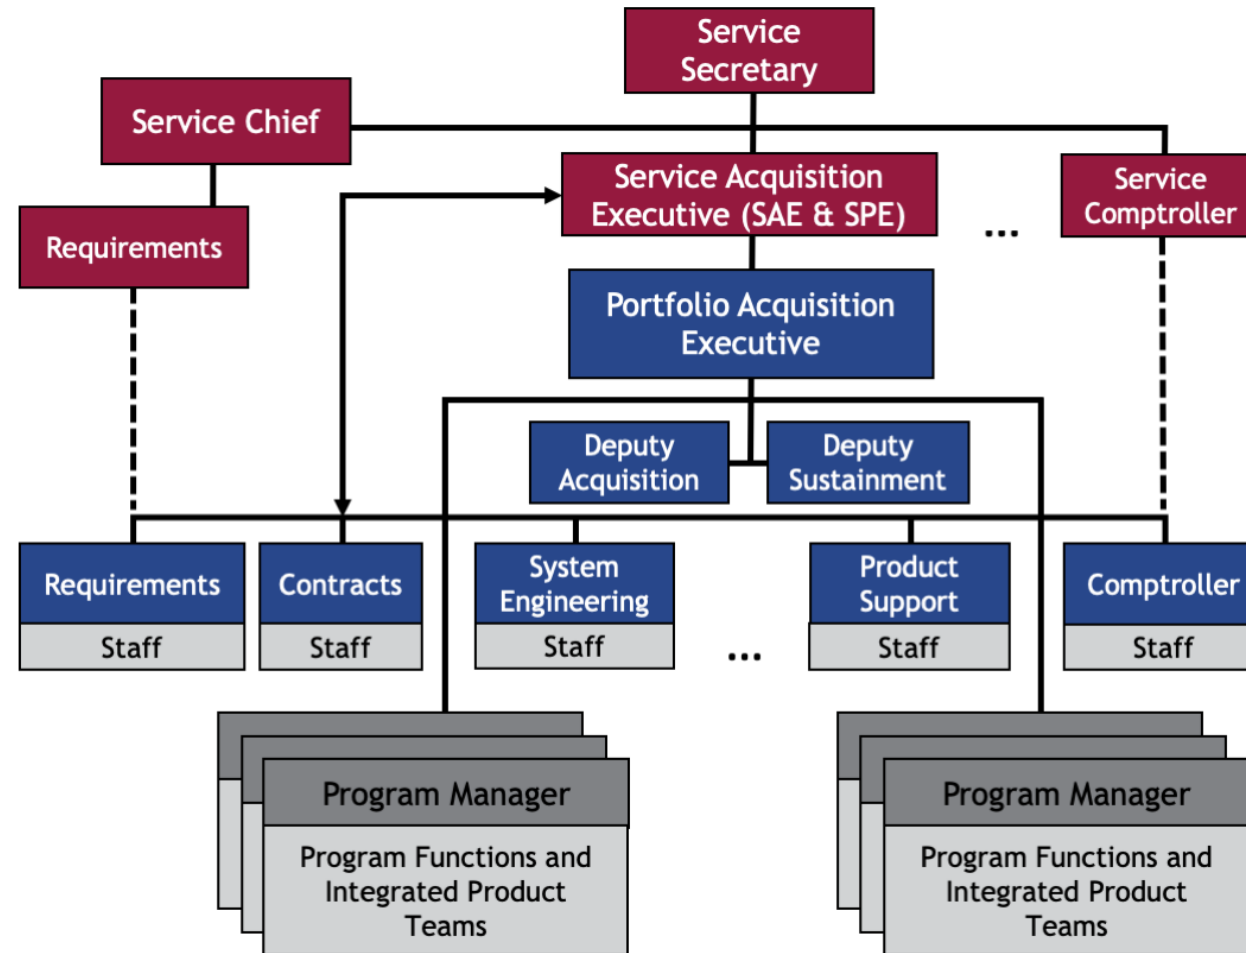 Service
Secretary
Service Chief
Service Acquisition
Executive (SAE & SPE)
...
Service
Comptroller
Requirements
Portfolio Acquisition
Executive
Deputy
Acquisition
Deputy
Sustainment
Requirements
Staff
Contracts
Staff
System
Engineering
Staff
...
Product
Support
Staff
Comptroller
Staff
Program Manager
Program Functions and
Integrated Product
Teams
Program Manager
Program Functions and
Integrated Product
Teams